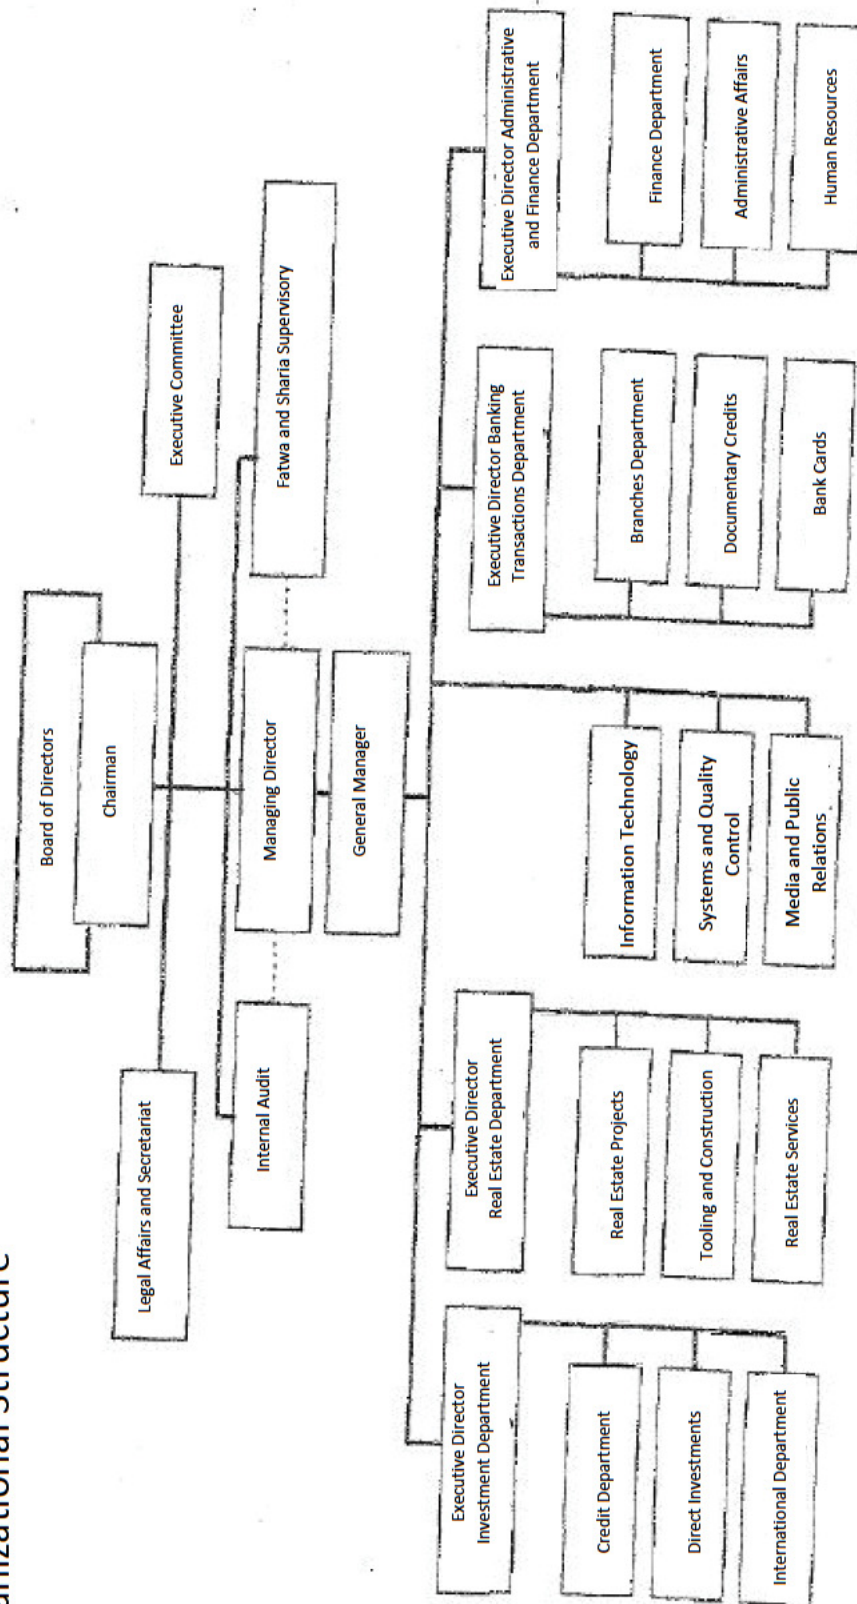 Structure
Board of Directors
Chairman
Legal Affairs and Secretariat
Executive Committee
Internal Audit
Managing Director
Fatwa and Sharia Supervisory
General Manager
Executive Director
Investment Department
Executive Director
Real Estate Department
Executive Director Banking
Transactions Department
Executive Director Administrative
and Finance Department
Credit Department
Direct Investments
International Department
Real Estate Projects
Tooling and Construction
Real Estate Services
Information Technology
Systems and Quality
Control
Media and Public
Relations
Branches Department
Documentary Credits
Bank Cards
Finance Department
Administrative Affairs
Human Resources